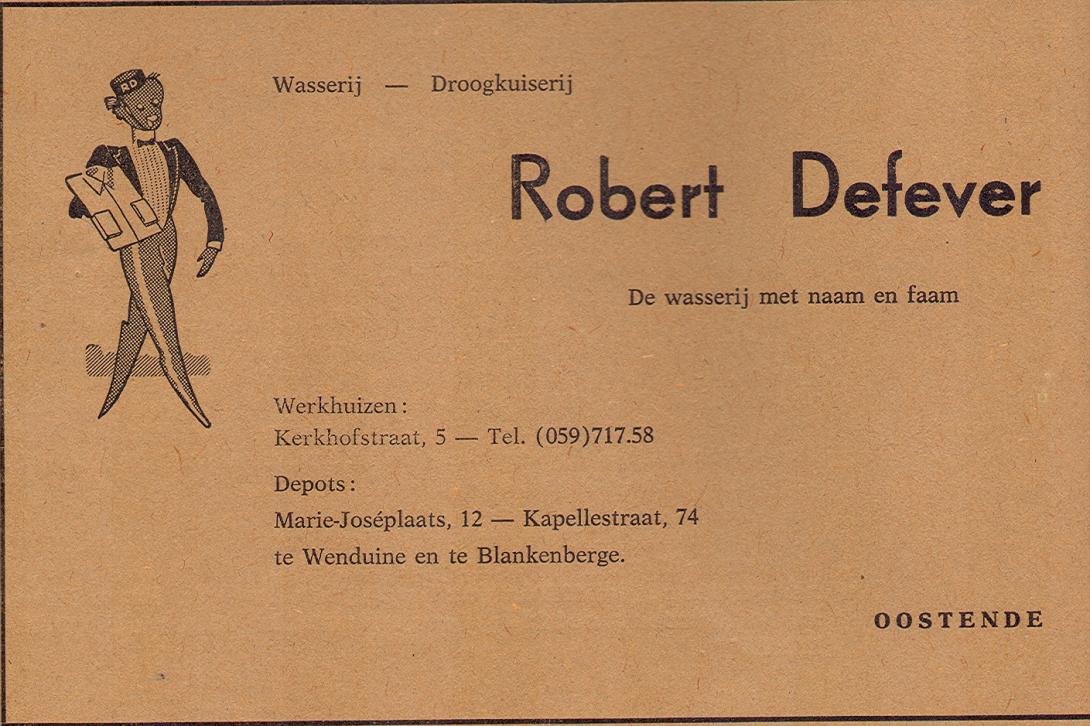 RD
Wasserij — Droogkuiserij
Robert Defever
De wasserij met naam en faam
Werkhuizen :
Kerkhofstraat, 5 — Tel. (059)717.58
Depots :
Marie-Joséplaats, 12 — Kapellestraat, 74
te Wenduine en te Blankenberge.
OOSTENDE